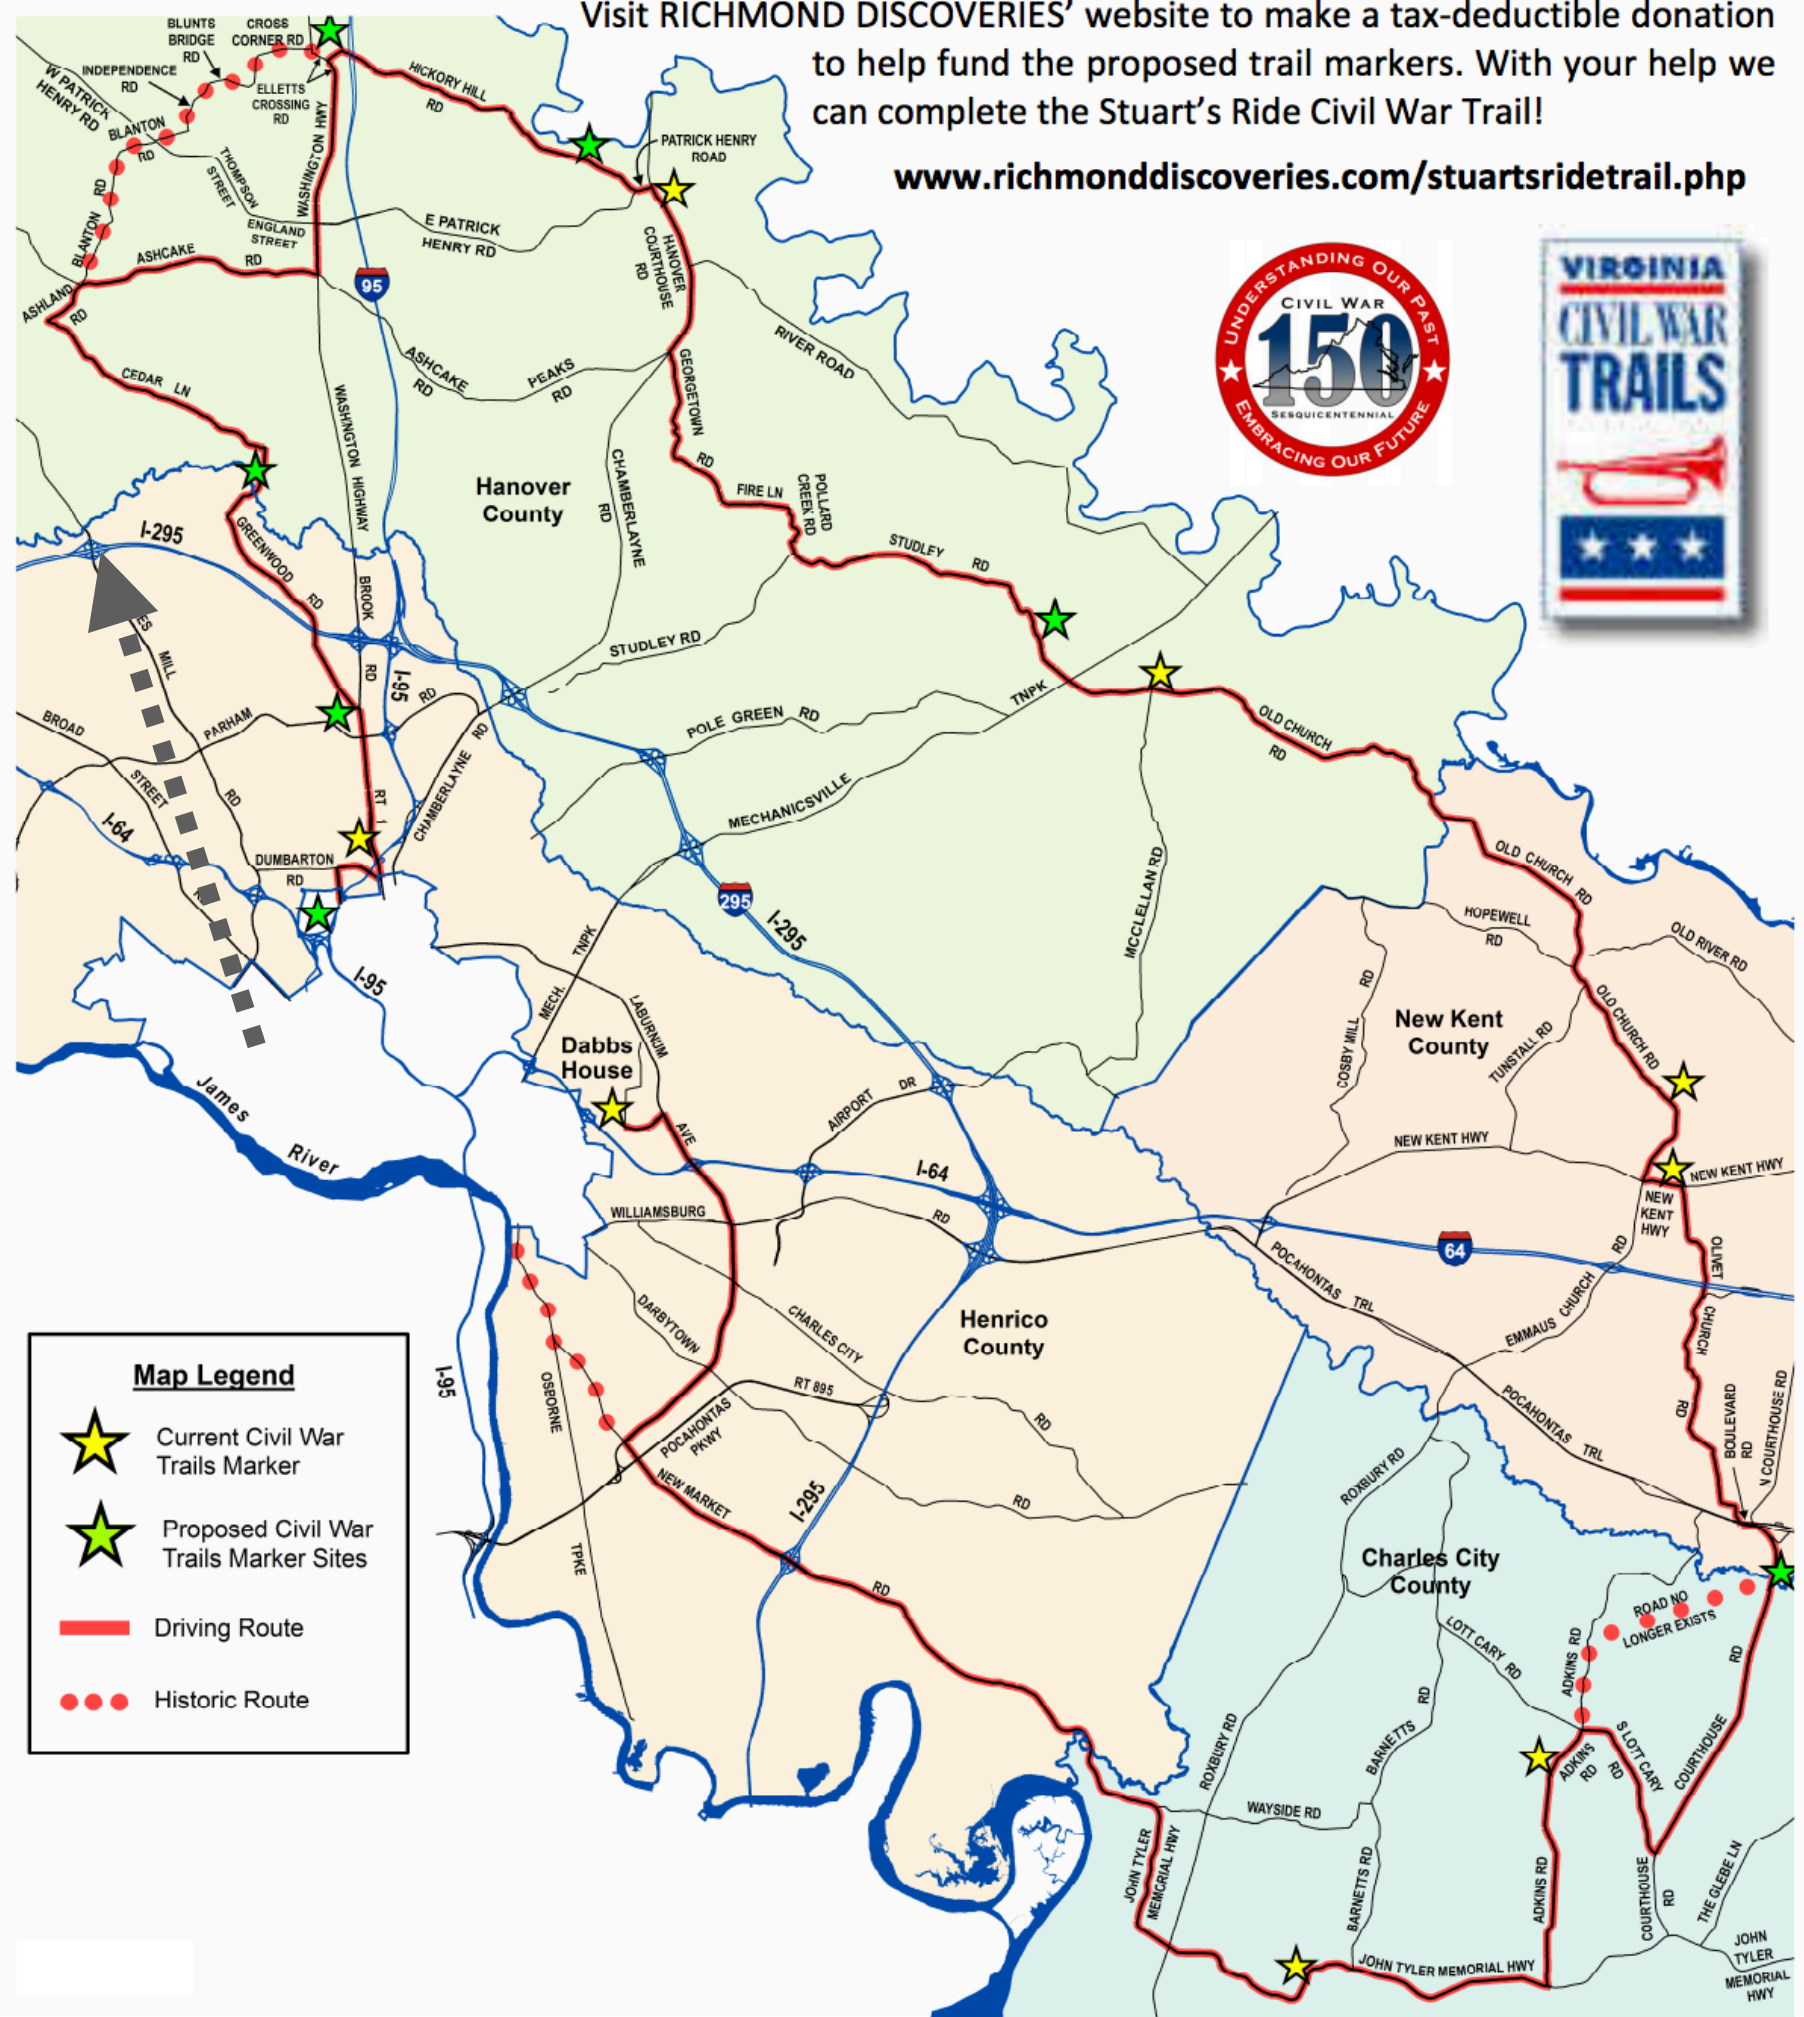 Visit RICHMOND DISCOVERIES' website to make a tax-deductible donation
to help fund the proposed trail markers. With your help we
can complete the Stuart's Ride Civil War Trail!
www.richmonddiscoveries.com/stuartsridetrail.php
UNDERSTANDING OUR PAST
CIVIL WAR
150
SESQUICENTENNIAL
EMBRACING OUR FUTURE
VIRGINIA
CIVIL WAR
TRAILS
BLUNTS
BRIDGE
RD
CROSS
CORNER RD
INDEPENDENCE
RD
ELLETTS
CROSSING
RD
W PATRICK
HENRY RD
BLANTON
RD
HICKORY HILL
RD
PATRICK HENRY
ROAD
THOMPSON
STREET
WASHINGTON HWY
ENGLAND
STREET
E PATRICK
HENRY RD
BLANTON RD
ASHCAKE RD
95
ASHLAND
RD
HANOVER
COURTHOUSE
RD
RIVER ROAD
CEDAR LN
ASHCAKE
RD
PEAKS
RD
GEORGETOWN
RD
WASHINGTON HIGHWAY
CHAMBERLAYNE
RD
Hanover
County
FIRE LN
POLLARD
CREEK RD
STUDLEY
RD
I-295
GREENWOOD
RD
BROOK
RD
STUDLEY RD
ES
MILL
RD
I-95
RD
BROAD
STREET
PARHAM
POLE GREEN RD
TNPK
OLD CHURCH
RD
CHAMBERLAYNE
RD
RT 1
MECHANICSVILLE
I-64
DUMBARTON
RD
295
I-295
MCCLELLAN RD
OLD CHURCH RD
HOPEWELL
RD
OLD RIVER RD
TNPK
MECH.
I-95
LABURNUM
AVE
Dabbs
House
COSBY MILL
RD
New Kent
County
TUNSTALL RD
OLD CHURCH RD
James
River
AIRPORT
DR
NEW KENT HWY
NEW KENT HWY
NEW
KENT
HWY
I-64
WILLIAMSBURG
RD
64
POCAHONTAS
TRL
EMMAUS CHURCH
RD
OLIVET
CHURCH
RD
DARBYTOWN
CHARLES CITY
RD
Henrico
County
OSBORNE
TPKE
RT 895
POCAHONTAS
PKWY
I-95
NEW MARKET
RD
RD
I-295
POCAHONTAS
TRL
BOULEVARD
RD
N COURTHOUSE RD
ROXBURY RD
Charles City
County
ROAD NO
LONGER EXISTS
LOTT CARY RD
ADKINS RD
RD
COURTHOUSE
S LOTT CARY
RD
ADKINS
RD
BARNETTS
RD
ROXBURY RD
WAYSIDE RD
JOHN TYLER
MEMORIAL HWY
BARNETTS RD
ADKINS RD
COURTHOUSE
RD
THE GLEBE LN
JOHN TYLER MEMORIAL HWY
JOHN
TYLER
MEMORIAL
HWY
Map Legend
Current Civil War
Trails Marker
Proposed Civil War
Trails Marker Sites
Driving Route
Historic Route